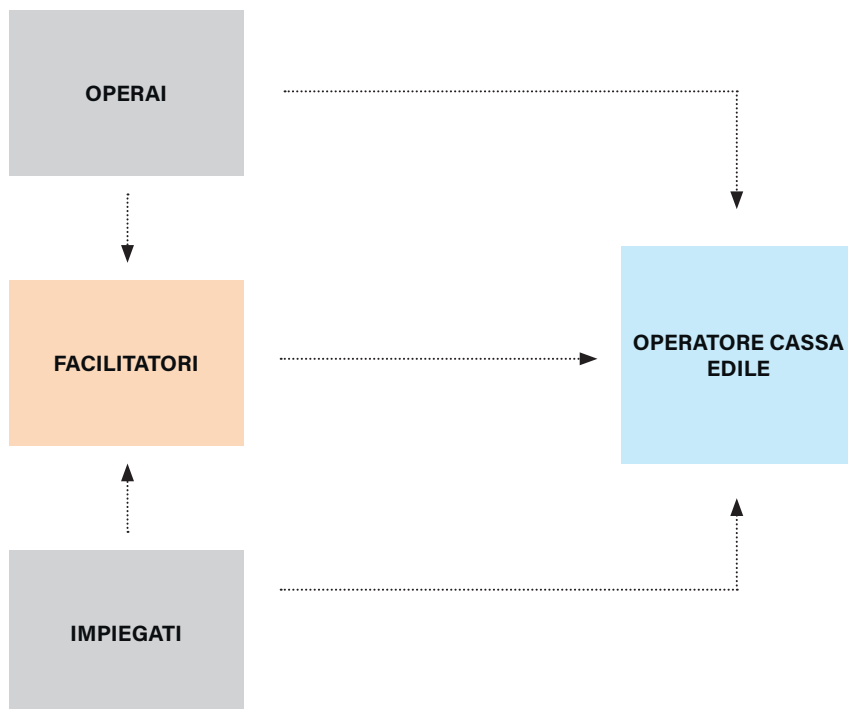 OPERAI
FACILITATORI
OPERATORE CASSA
EDILE
IMPIEGATI